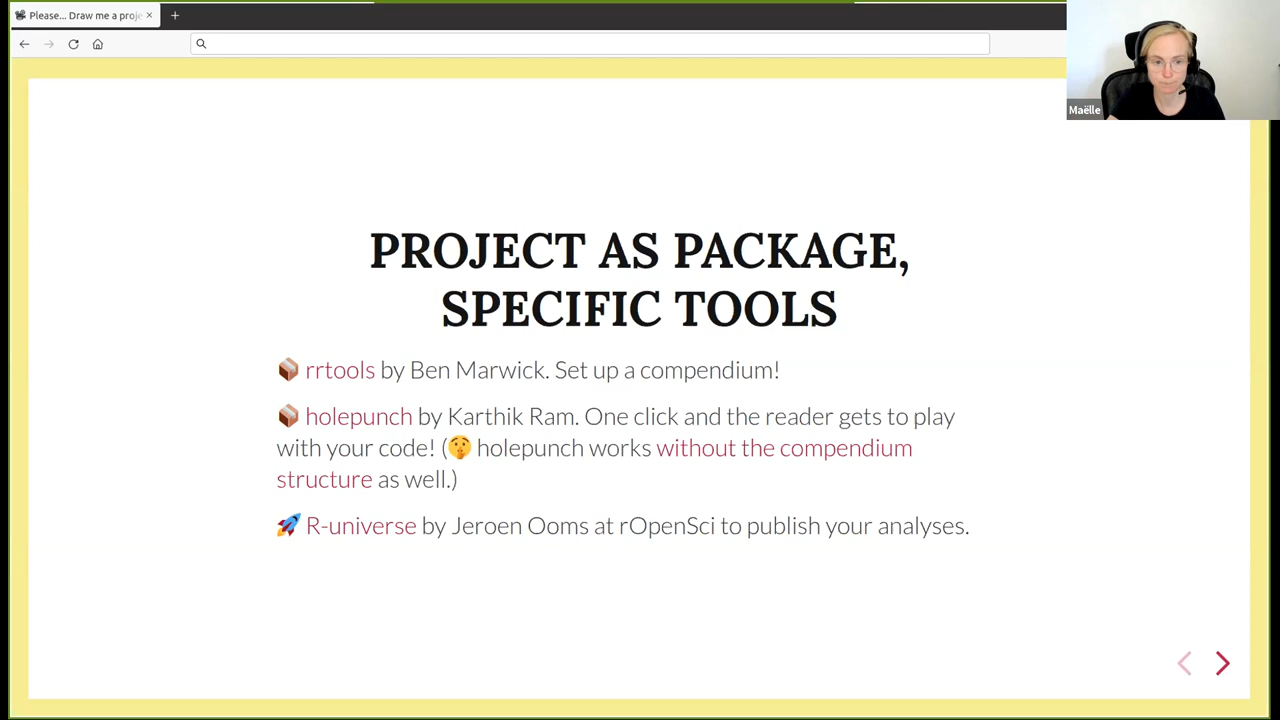 Please... Draw me a proje
Maëlle
PROJECT AS PACKAGE,
SPECIFIC TOOLS
📦 rrtools by Ben Marwick. Set up a compendium!
📦 holepunch by Karthik Ram. One click and the reader gets to play
with your code! (🤫 holepunch works without the compendium
structure as well.)
🚀 R-universe by Jeroen Ooms at rOpenSci to publish your analyses.